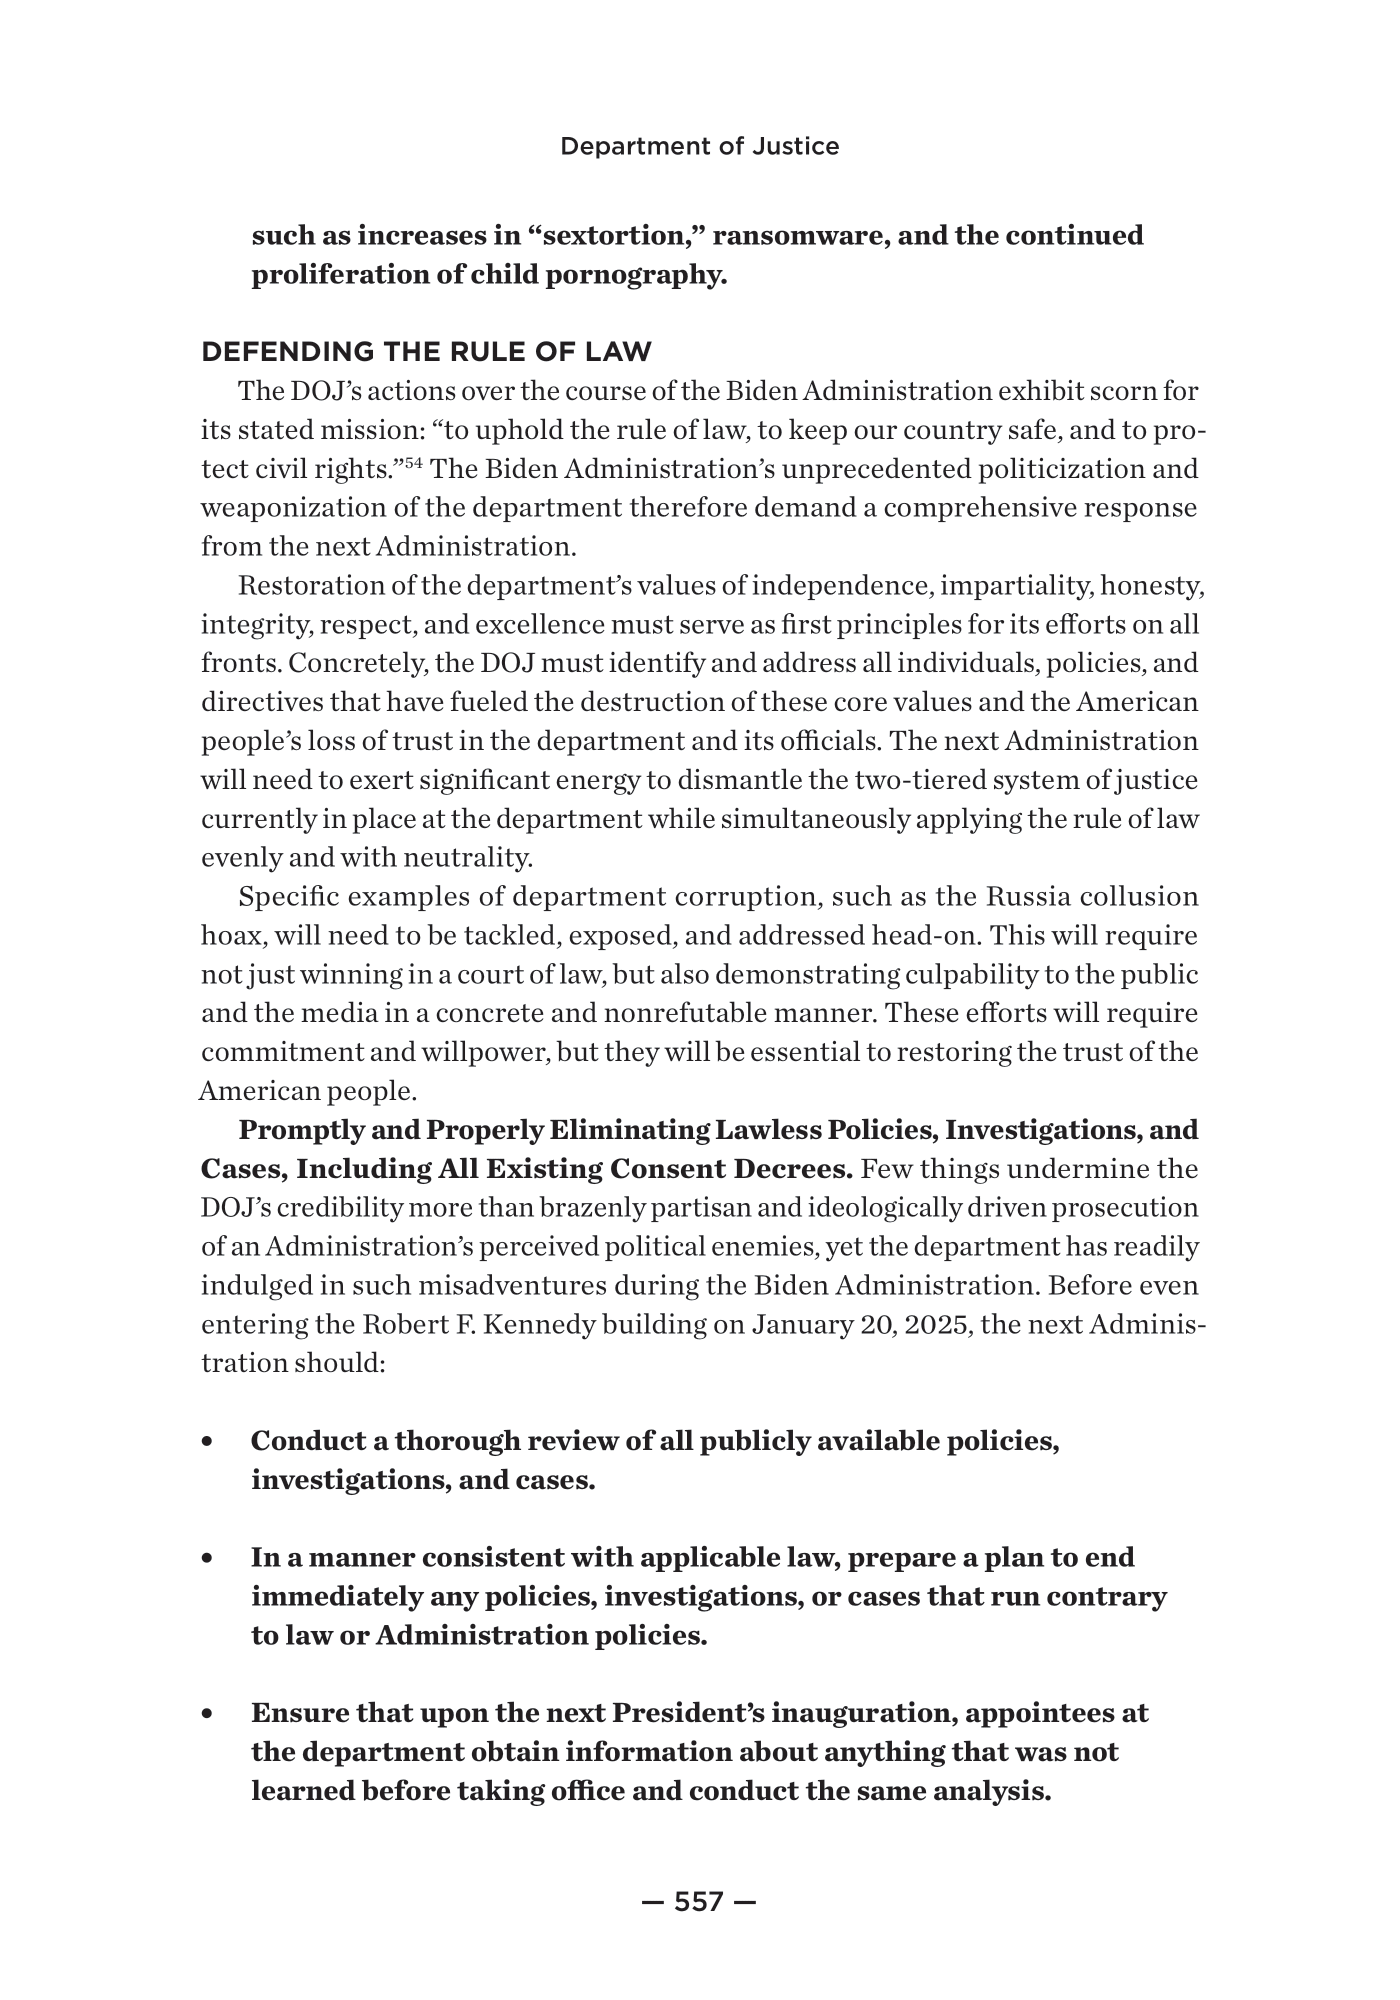 Department of Justice
such as increases in “sextortion,” ransomware, and the continued
proliferation of child pornography.
DEFENDING THE RULE OF LAW
The DOJ’s actions over the course of the Biden Administration exhibit scorn for
its stated mission: “to uphold the rule of law, to keep our country safe, and to pro-
tect civil rights.”54 The Biden Administration’s unprecedented politicization and
weaponization of the department therefore demand a comprehensive response
from the next Administration.
Restoration of the department’s values of independence, impartiality, honesty,
integrity, respect, and excellence must serve as first principles for its efforts on all
fronts. Concretely, the DOJ must identify and address all individuals, policies, and
directives that have fueled the destruction of these core values and the American
people’s loss of trust in the department and its officials. The next Administration
will need to exert significant energy to dismantle the two-tiered system of justice
currently in place at the department while simultaneously applying the rule of law
evenly and with neutrality.
Specific examples of department corruption, such as the Russia collusion
hoax, will need to be tackled, exposed, and addressed head-on. This will require
not just winning in a court of law, but also demonstrating culpability to the public
and the media in a concrete and nonrefutable manner. These efforts will require
commitment and willpower, but they will be essential to restoring the trust of the
American people.
Promptly and Properly Eliminating Lawless Policies, Investigations, and
Cases, Including All Existing Consent Decrees. Few things undermine the
DOJ’s credibility more than brazenly partisan and ideologically driven prosecution
of an Administration’s perceived political enemies, yet the department has readily
indulged in such misadventures during the Biden Administration. Before even
entering the Robert F. Kennedy building on January 20, 2025, the next Adminis-
tration should:
• Conduct a thorough review of all publicly available policies,
investigations, and cases.
• In a manner consistent with applicable law, prepare a plan to end
immediately any policies, investigations, or cases that run contrary
to law or Administration policies.
• Ensure that upon the next President’s inauguration, appointees at
the department obtain information about anything that was not
learned before taking office and conduct the same analysis.
— 557 —